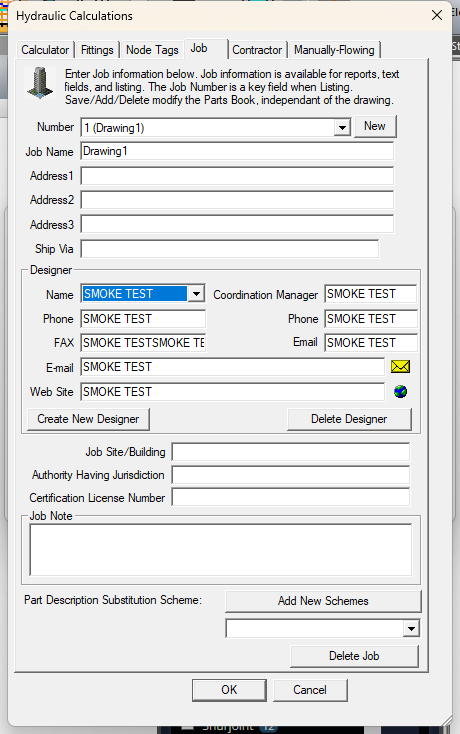 Hydraulic Calculations
Calculator Fittings Node Tags Job Contractor Manually-Flowing
Enter Job information below. Job information is available for reports, text
fields, and listing. The Job Number is a key field when Listing.
Save/Add/Delete modify the Parts Book, independant of the drawing.
Number 1 (Drawing1) New
Job Name Drawing1
Address1
Address2
Address3
Ship Via
Designer
Name SMOKE TEST Coordination Manager SMOKE TEST
Phone SMOKE TEST Phone SMOKE TEST
FAX SMOKE TESTSMOKE TE Email SMOKE TEST
E-mail SMOKE TEST
Web Site SMOKE TEST
Create New Designer Delete Designer
Job Site/Building
Authority Having Jurisdiction
Certification License Number
Job Note
Part Description Substitution Scheme: Add New Schemes
Delete Job
OK Cancel